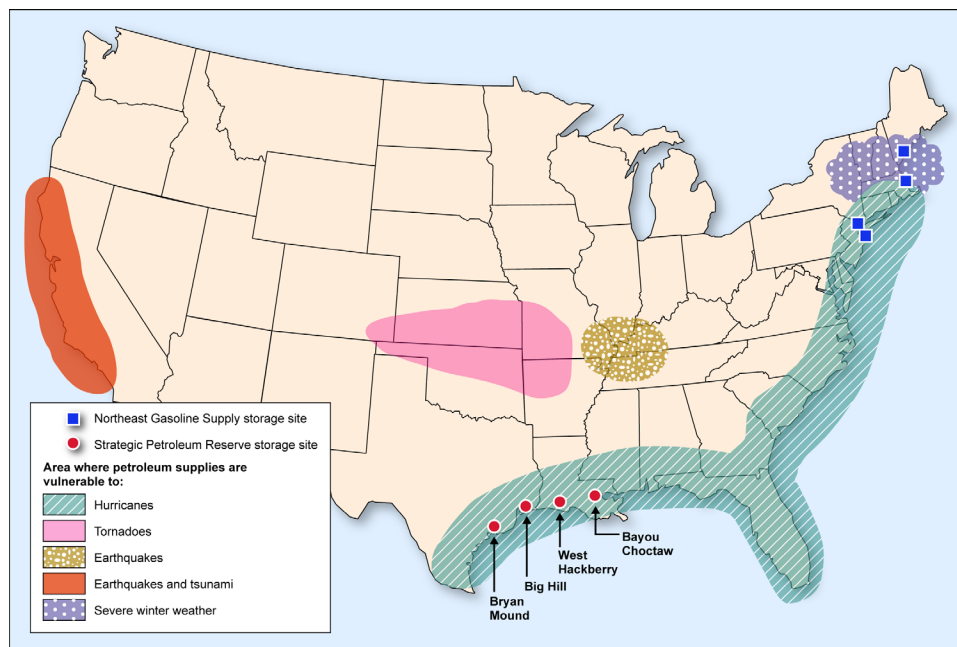 Northeast Gasoline Supply storage site
Strategic Petroleum Reserve storage site
Area where petroleum supplies are
vulnerable to:
Hurricanes
Tornadoes
Earthquakes
Earthquakes and tsunami
Severe winter weather
Bryan
Mound
Big Hill
West
Hackberry
Bayou
Choctaw